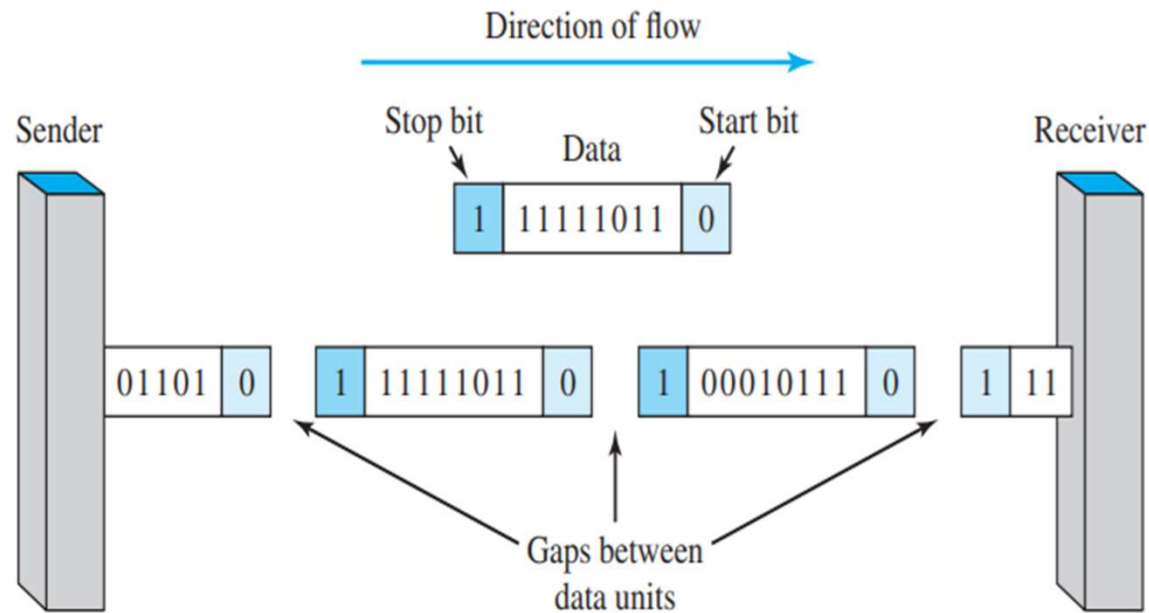 Direction of flow
Sender
Stop bit
Data
Start bit
Receiver
1 11111011 0
01101 0
1 11111011 0
1 00010111 0
1 11
Gaps between
data units